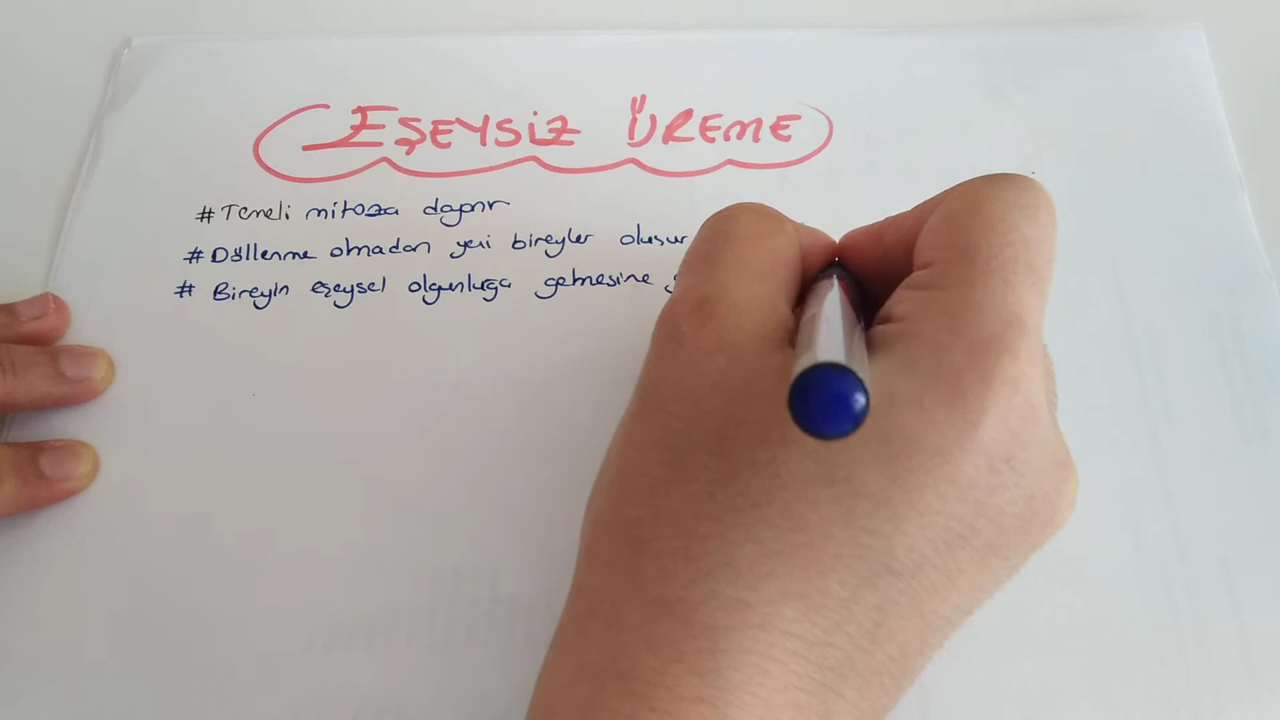 EŞEYSİZ ÜREME
# Temeli mitoza dayanır
# Döllenme olmadan yeni bireyler oluşur
# Bireyin eşeysel olgunluğa gelmesine